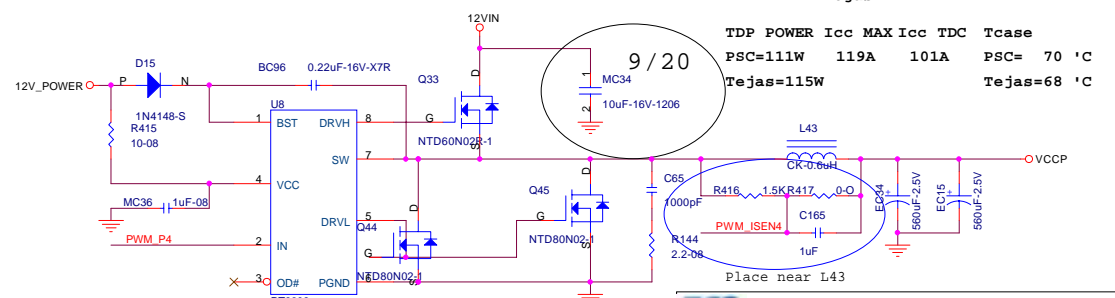 TDP POWER Icc MAX Icc TDC Tcase
PSC=111W 119A 101A PSC= 70 'C
Tejas=115W Tejas=68 'C
12VIN
9/20
MC34
1
2
10uF-16V-1206
12V_POWER
D15
P N
1N4148-S
BC96 0.22uF-16V-X7R
R415
10-08
MC36 1uF-08
PWM_P4
U8
1 BST
4 VCC
2 IN
3 OD#
DRVH 8
SW 7
DRVL 5
PGND 6
Q33
D
G
S
NTD60N02R-1
Q44
D
G
S
NTD80N02-1
Q45
D
G
S
NTD80N02-1
C65
1000pF
R144
2.2-08
L43
CK-0.6uH
R416 1.5K
R417 0-O
PWM_ISEN4
C165
1uF
Place near L43
EC34
+
560uF-2.5V
EC15
+
560uF-2.5V
VCCP